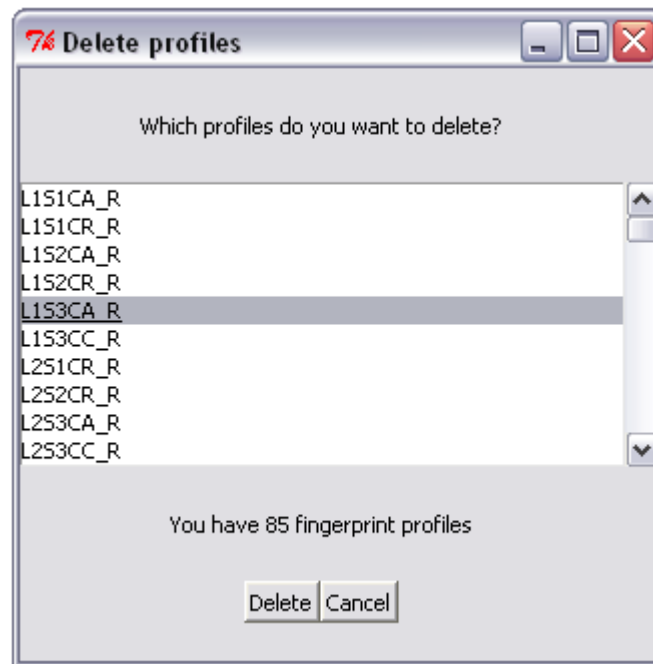 Delete profiles
Which profiles do you want to delete?
L1S1CA_R
L1S1CR_R
L1S2CA_R
L1S2CR_R
L1S3CA_R
L1S3CC_R
L2S1CR_R
L2S2CR_R
L2S3CA_R
L2S3CC_R
You have 85 fingerprint profiles
Delete Cancel